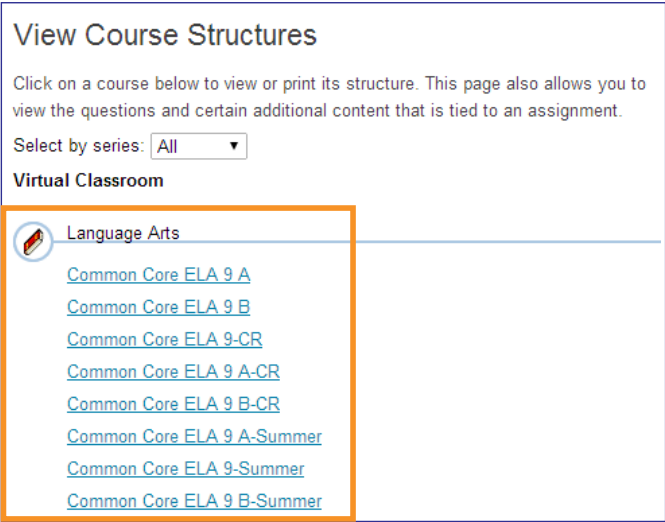 View Course Structures
Click on a course below to view or print its structure. This page also allows you to
view the questions and certain additional content that is tied to an assignment.
Select by series: All
Virtual Classroom
Language Arts
Common Core ELA 9 A
Common Core ELA 9 B
Common Core ELA 9-CR
Common Core ELA 9 A-CR
Common Core ELA 9 B-CR
Common Core ELA 9 A-Summer
Common Core ELA 9-Summer
Common Core ELA 9 B-Summer